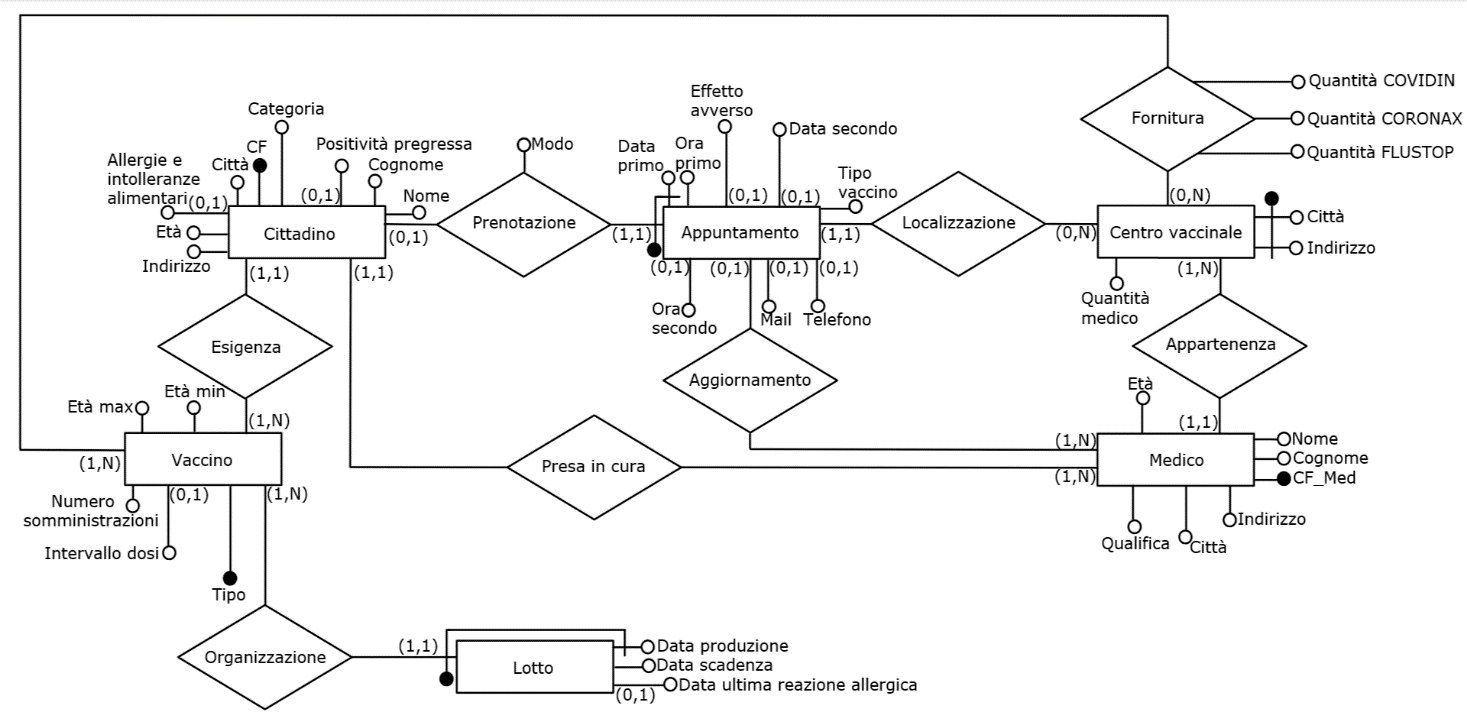 Quantità COVIDIN
Fornitura
Quantità CORONAX
Quantità FLUSTOP
(0,N)
Categoria
Effetto
avverso
Data secondo
CF
Positività pregressa
Modo
Data
primo
Ora
primo
Allergie e
intolleranze
alimentari
(0,1)
Città
(0,1)
Cognome
Nome
Tipo
vaccino
(0,1)
(0,1)
Età
Indirizzo
Cittadino
(0,1)
Prenotazione
(1,1)
Appuntamento
(1,1)
Localizzazione
(0,N)
Centro vaccinale
Città
Indirizzo
(1,1)
(1,1)
(0,1)
(0,1)
(0,1)
(0,1)
(1,N)
Ora
secondo
Mail
Telefono
Quantità
medico
Esigenza
Aggiornamento
Appartenenza
Età max
Età min
(1,N)
Età
(1,1)
(1,N)
Vaccino
Presa in cura
(1,N)
(1,N)
Medico
Nome
Cognome
CF_Med
Numero
somministrazioni
(0,1)
(1,N)
Intervallo dosi
Tipo
Qualifica
Città
Indirizzo
Organizzazione
(1,1)
Lotto
Data produzione
Data scadenza
Data ultima reazione allergica
(0,1)